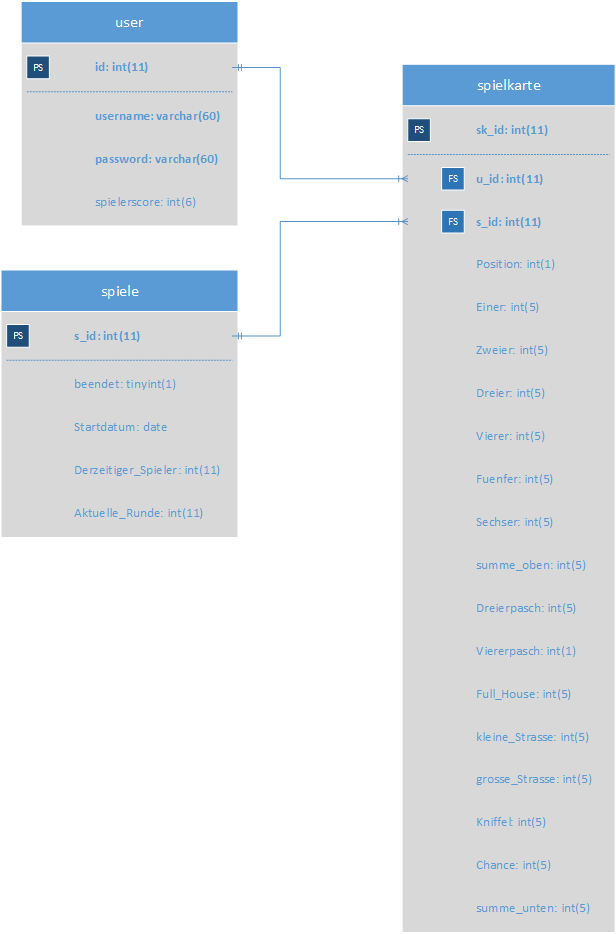 user
PS id: int(11)
username: varchar(60)
password: varchar(60)
spielerscore: int(6)
spiele
PS s_id: int(11)
beendet: tinyint(1)
Startdatum: date
Derzeitiger_Spieler: int(11)
Aktuelle_Runde: int(11)
spielkarte
PS sk_id: int(11)
FS u_id: int(11)
FS s_id: int(11)
Position: int(1)
Einer: int(5)
Zweier: int(5)
Dreier: int(5)
Vierer: int(5)
Fuenfer: int(5)
Sechser: int(5)
summe_oben: int(5)
Dreierpasch: int(5)
Viererpasch: int(1)
Full_House: int(5)
kleine_Strasse: int(5)
grosse_Strasse: int(5)
Kniffel: int(5)
Chance: int(5)
summe_unten: int(5)